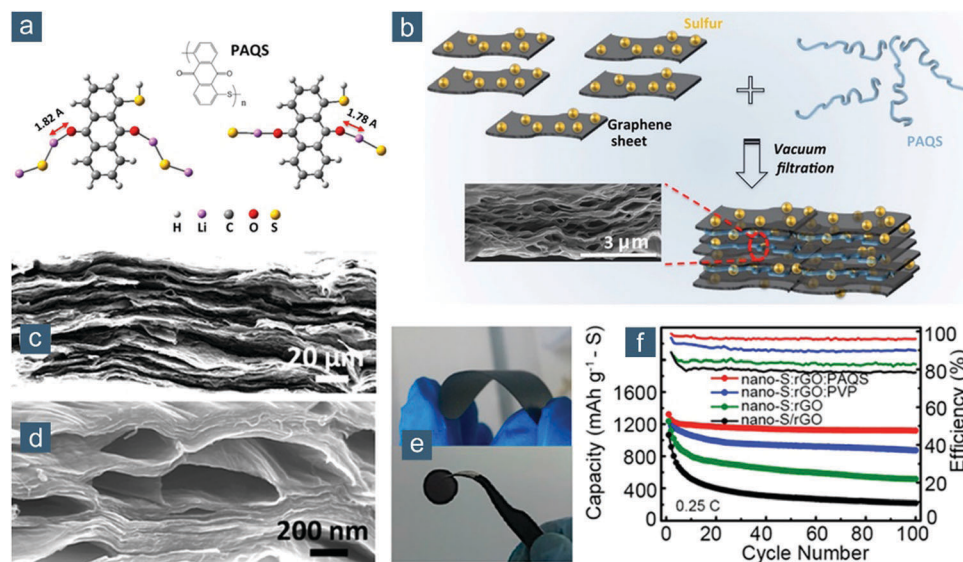 a
PAQS
O
O
S
n
1.82 A
1.78 A
H Li C O S
b
Sulfur
Graphene
sheet
PAQS
Vacuum
filtration
3 µm
c
20 µm
d
200 nm
e
f
Capacity (mAh g⁻¹ - S)
1600
1200
800
400
0
nano-S:rGO:PAQS
nano-S:rGO:PVP
nano-S:rGO
nano-S/rGO
0.25 C
0 20 40 60 80 100
Cycle Number
100
80
60
40
20
0
Efficiency (%)